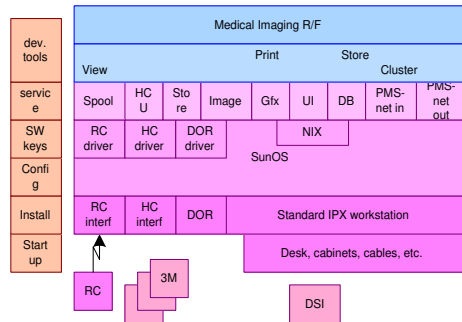 Medical Imaging R/F
dev.
tools
Print
Store
View
Cluster
servic
e
Spool
HC
U
Sto
re
Image
Gfx
UI
DB
PMS-
net in
PMS-
net
out
SW
keys
RC
driver
HC
driver
DOR
driver
NIX
SunOS
Confi
g
Install
RC
interf
HC
interf
DOR
Standard IPX workstation
Start
up
Desk, cabinets, cables, etc.
RC
3M
DSI